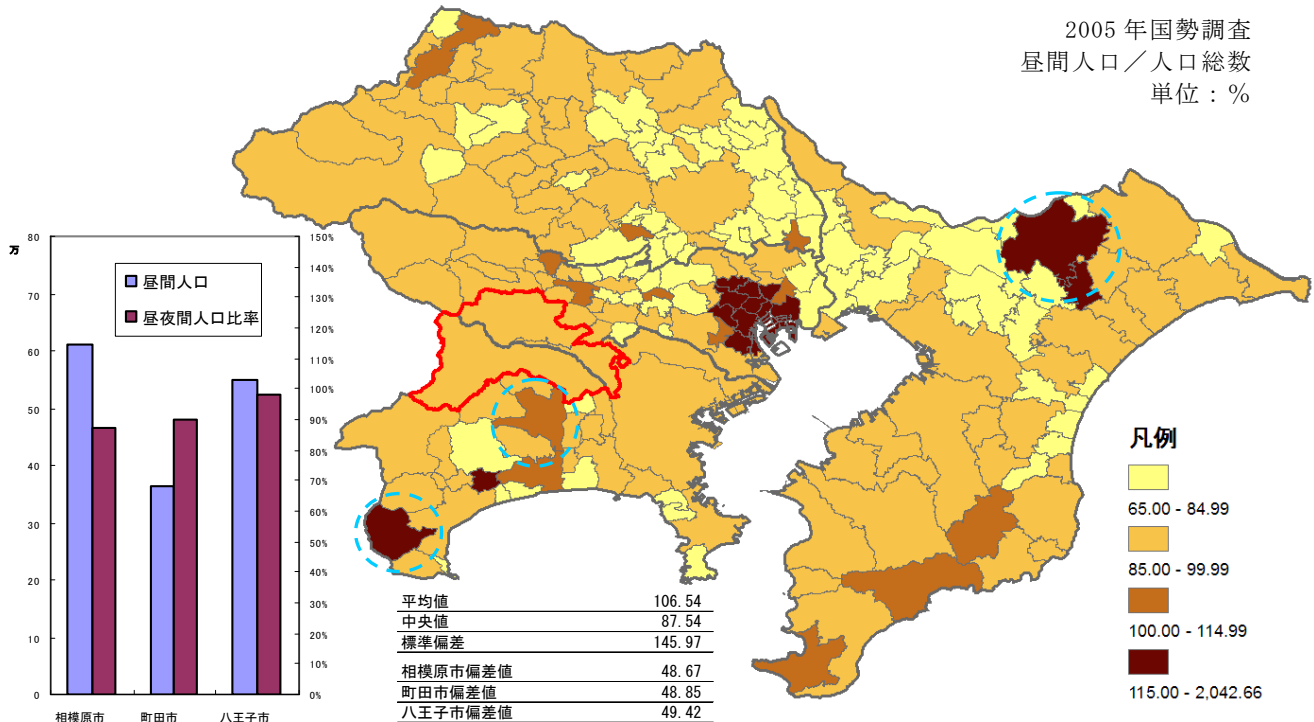 2005年国勢調査
昼間人口／人口総数
単位：%
万
80
70
60
50
40
30
20
10
0
昼間人口
昼夜間人口比率
150%
140%
130%
120%
110%
100%
90%
80%
70%
60%
50%
40%
30%
20%
10%
0%
相模原市 町田市 八王子市
平均値 106.54
中央値 87.54
標準偏差 145.97
相模原市偏差値 48.67
町田市偏差値 48.85
八王子市偏差値 49.42
凡例
65.00 - 84.99
85.00 - 99.99
100.00 - 114.99
115.00 - 2,042.66